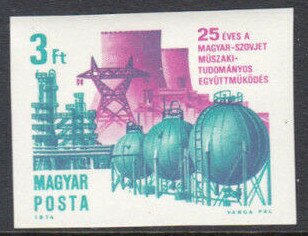 3 Ft
25 ÉVES A
MAGYAR-SZOVJET
MŰSZAKI-
TUDOMÁNYOS
EGYÜTTMŰKÖDÉS
MAGYAR
POSTA
1974
VARGA PÁL